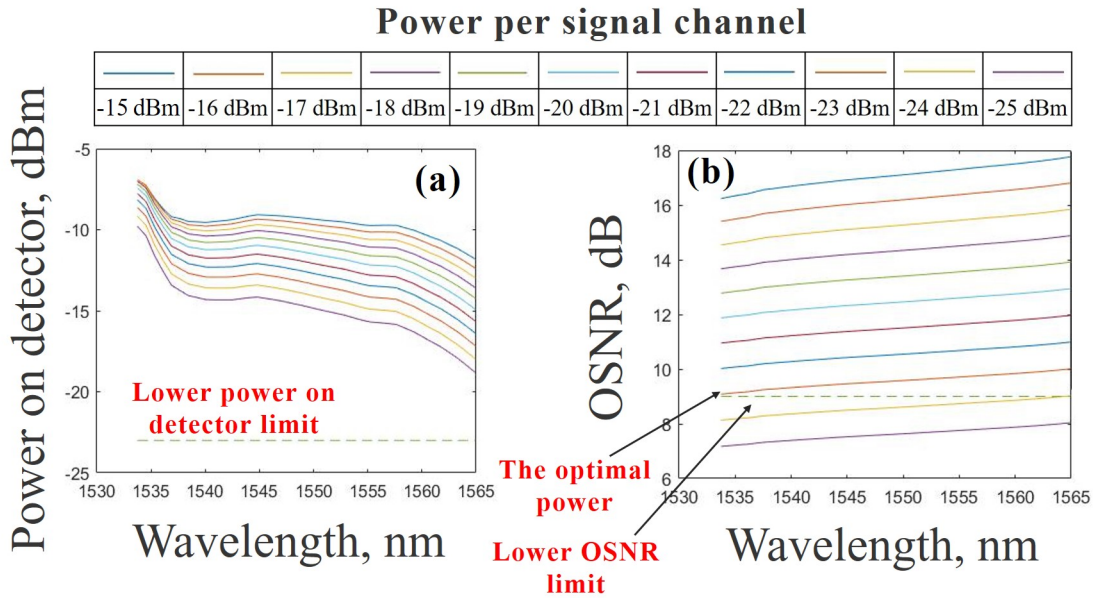 Power per signal channel
-15 dBm -16 dBm -17 dBm -18 dBm -19 dBm -20 dBm -21 dBm -22 dBm -23 dBm -24 dBm -25 dBm
Power on detector, dBm
-5
-10
-15
-20
-25
(a)
Lower power on
detector limit
1530 1535 1540 1545 1550 1555 1560 1565
Wavelength, nm
OSNR, dB
18
16
14
12
10
8
6
(b)
1530 1535 1540 1545 1550 1555 1560 1565
The optimal
power
Lower OSNR
limit
Wavelength, nm